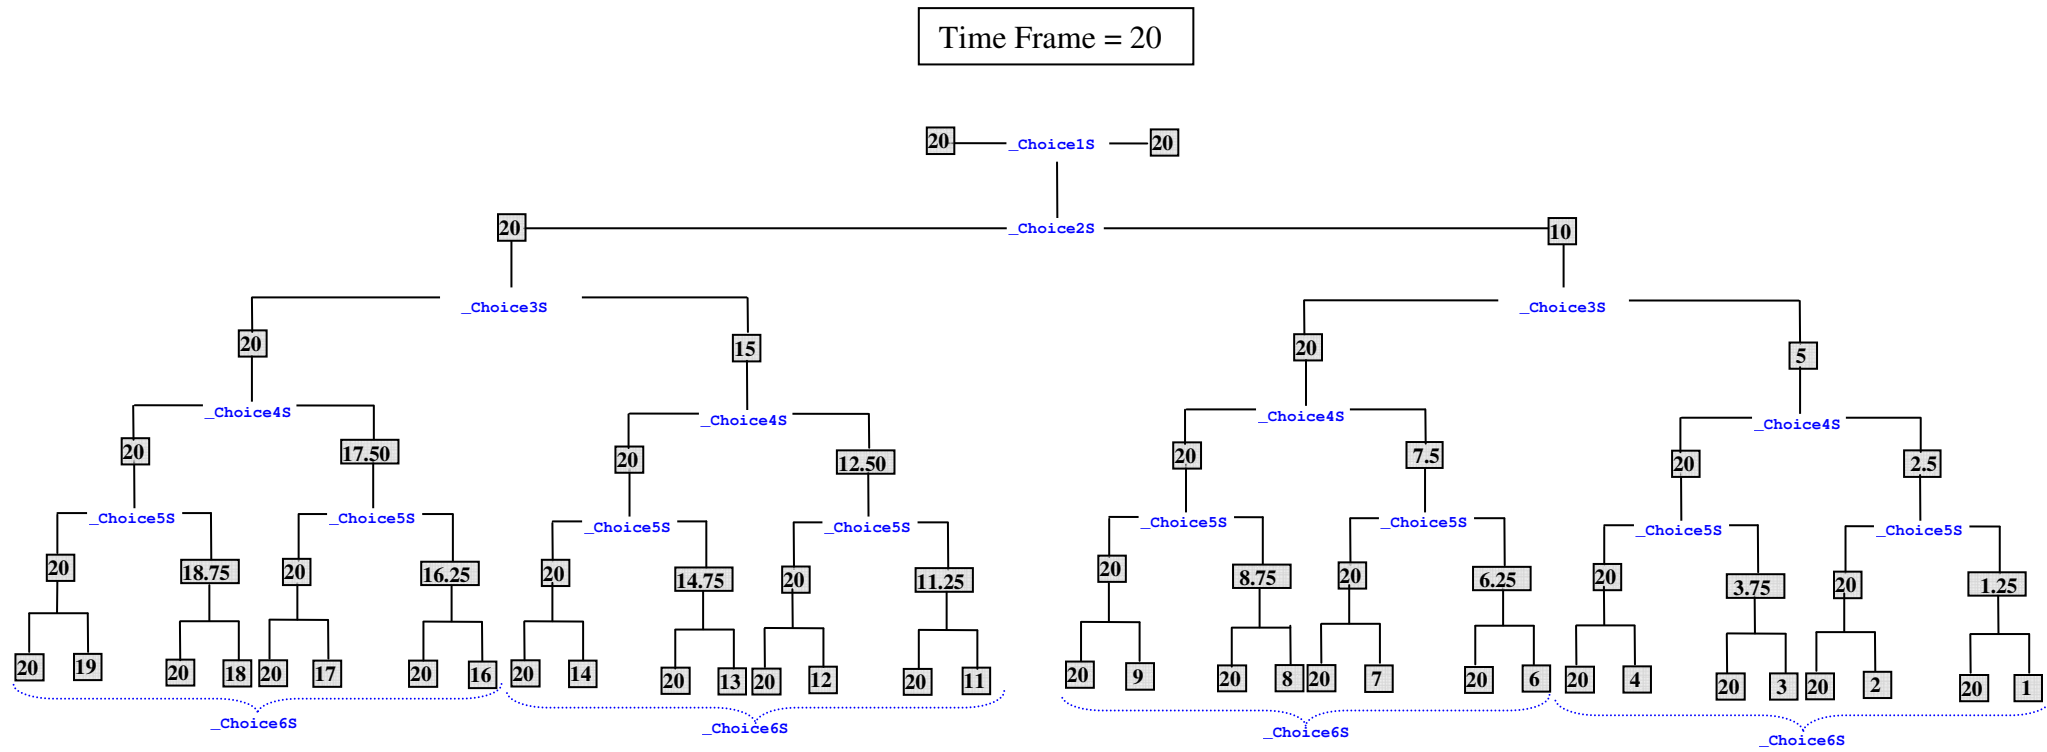 Time Frame = 20
20 _Choice1S 20
20 _Choice2S 10
_Choice3S _Choice3S
20 15 20 5
_Choice4S _Choice4S _Choice4S _Choice4S
20 17.50 20 12.50 20 7.5 20 2.5
_Choice5S _Choice5S _Choice5S _Choice5S _Choice5S _Choice5S _Choice5S _Choice5S
20 18.75 20 16.25 20 14.75 20 11.25 20 8.75 20 6.25 20 3.75 20 1.25
20 19 20 18 20 17 20 16 20 14 20 13 20 12 20 11 20 9 20 8 20 7 20 6 20 4 20 3 20 2 20 1
_Choice6S _Choice6S _Choice6S _Choice6S